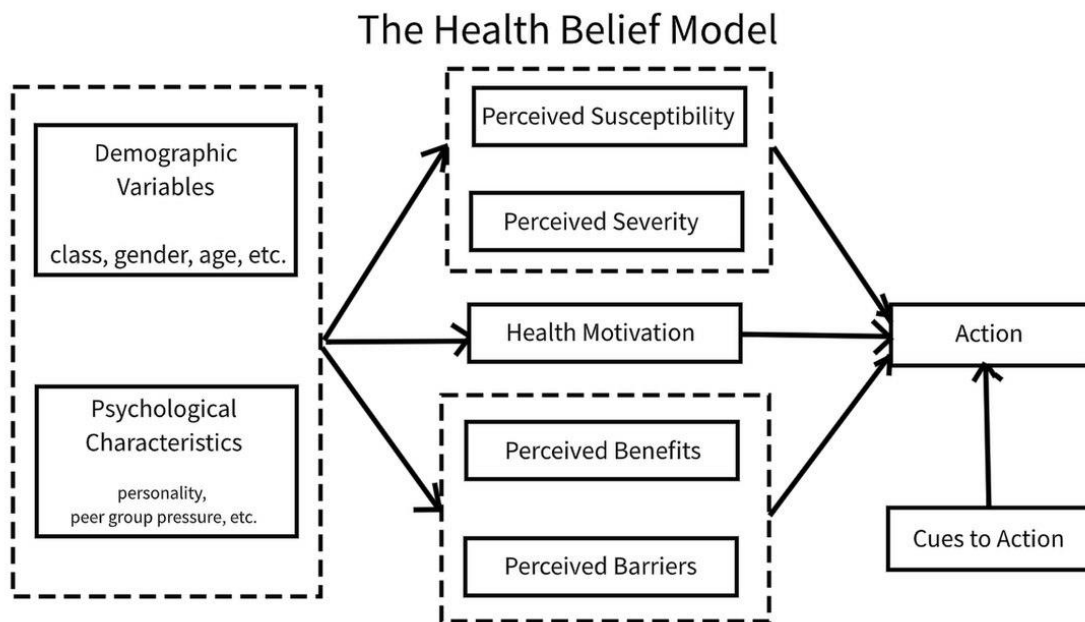 The Health Belief Model
Demographic
Variables
class, gender, age, etc.
Psychological
Characteristics
personality,
peer group pressure, etc.
Perceived Susceptibility
Perceived Severity
Health Motivation
Perceived Benefits
Perceived Barriers
Action
Cues to Action